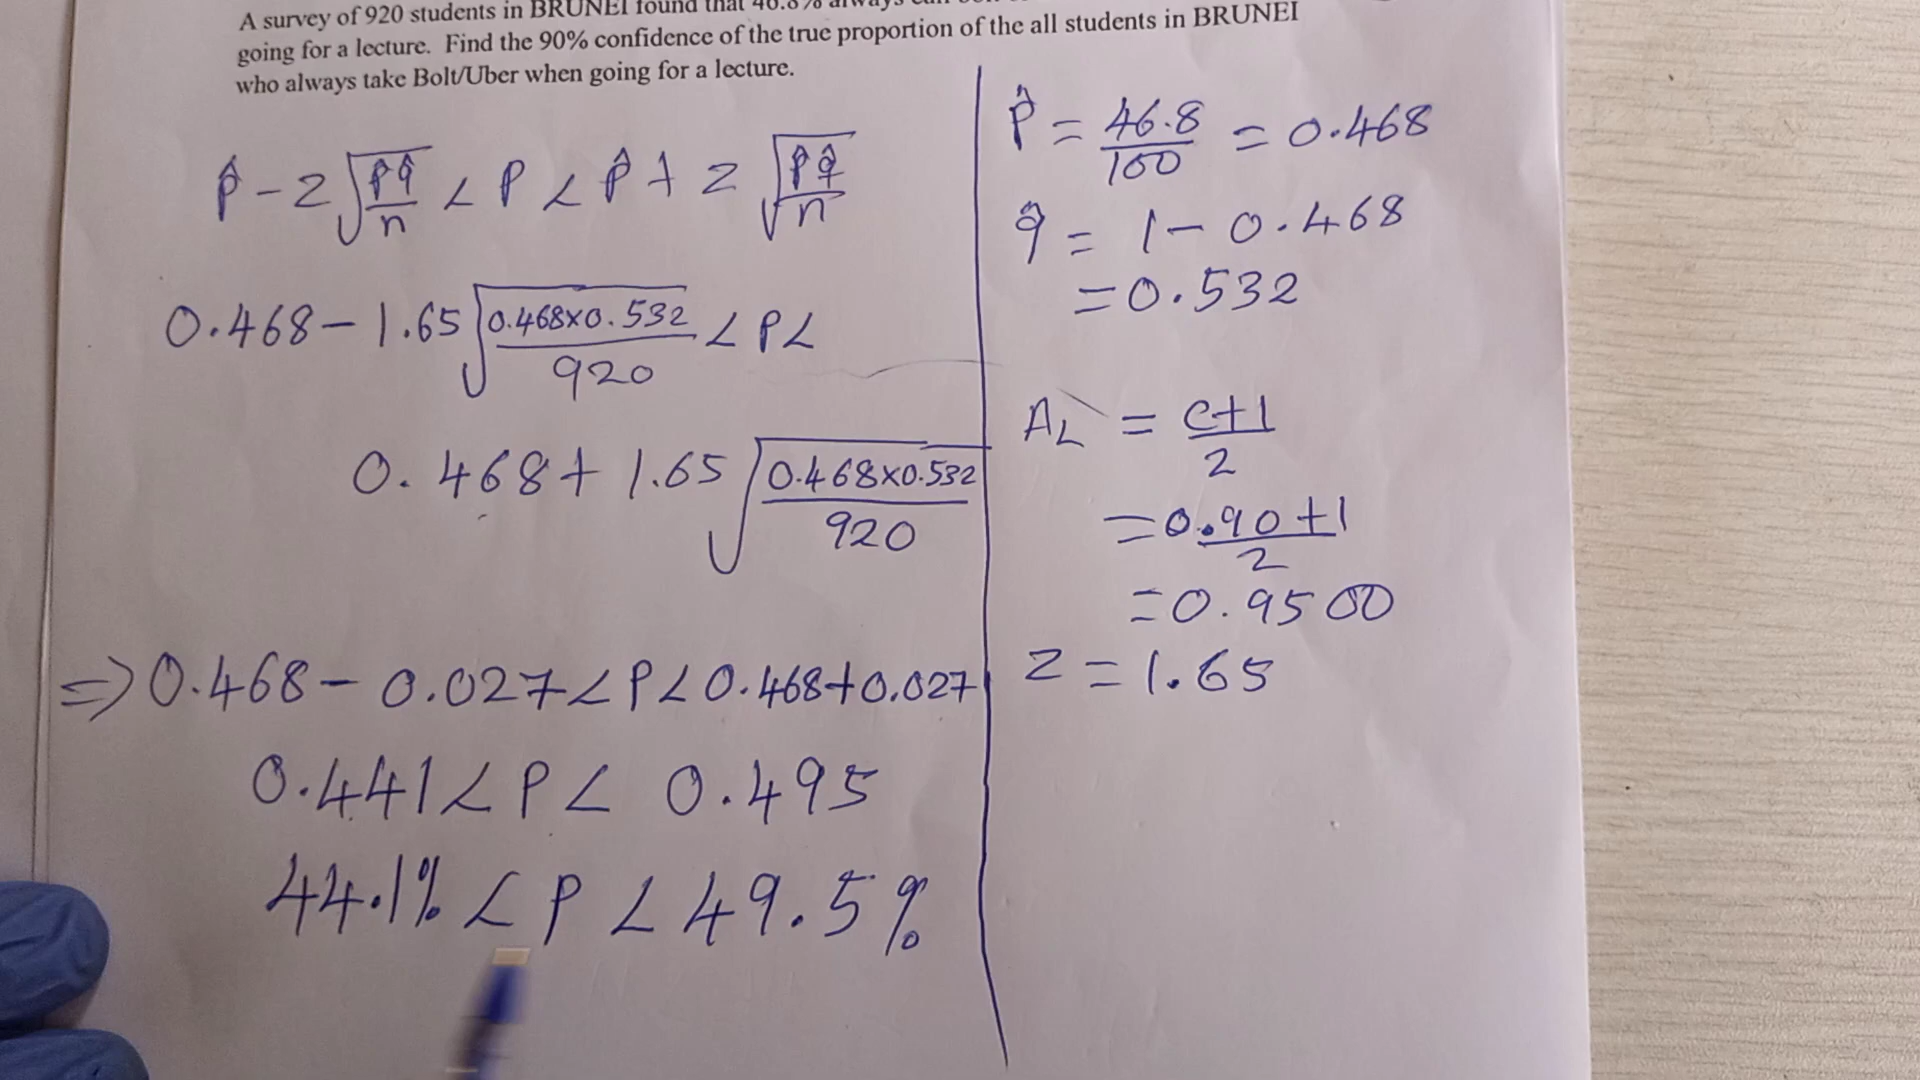 A survey of 920 students in BRUNEI found that 46.8% always
going for a lecture. Find the 90% confidence of the true proportion of the all students in BRUNEI
who always take Bolt/Uber when going for a lecture.
p̂ - z√(p̂q̂/n) < P < p̂ + z√(p̂q̂/n)
0.468 - 1.65√(0.468×0.532/920) < P <
0.468 + 1.65√(0.468×0.532/920)
⇒ 0.468 - 0.027 < P < 0.468 + 0.027
0.441 < P < 0.495
44.1% < P < 49.5%
p̂ = 46.8/100 = 0.468
q̂ = 1 - 0.468
= 0.532
A_L = c+1/2
= 0.90+1/2
= 0.9500
z = 1.65